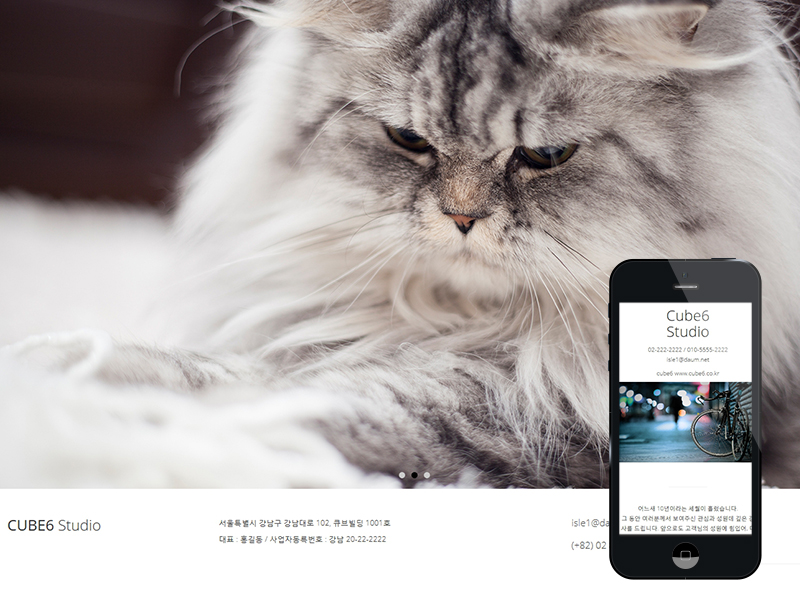 CUBE6 Studio
서울특별시 강남구 강남대로 102, 큐브빌딩 1001호
대표 : 홍길동 / 사업자등록번호 : 강남 20-22-2222
isle1@da
(+82) 02
Cube6
Studio
02-222-2222 / 010-5555-2222
isle1@daum.net
cube6 www.cube6.co.kr
어느새 10년이라는 세월이 흘렀습니다
그 동안 여러분께서 보여주신 관심과 성원에 깊은
사를 드립니다. 앞으로도 고객님의 성원에 힘입어,